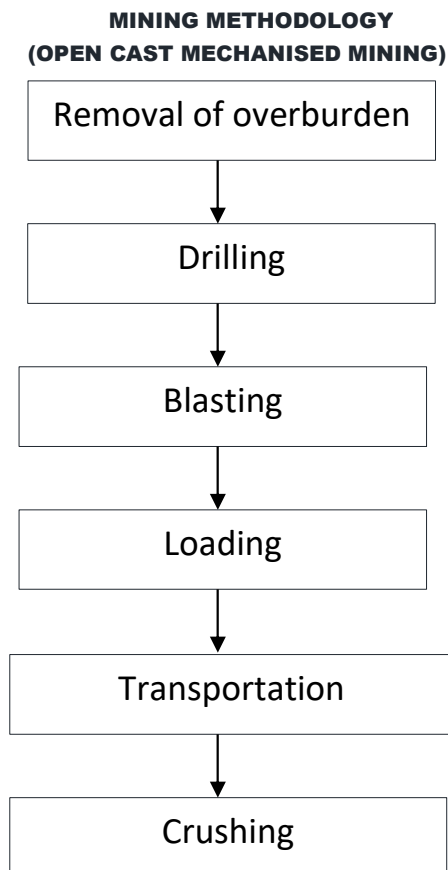 MINING METHODOLOGY
(OPEN CAST MECHANISED MINING)
Removal of overburden
Drilling
Blasting
Loading
Transportation
Crushing